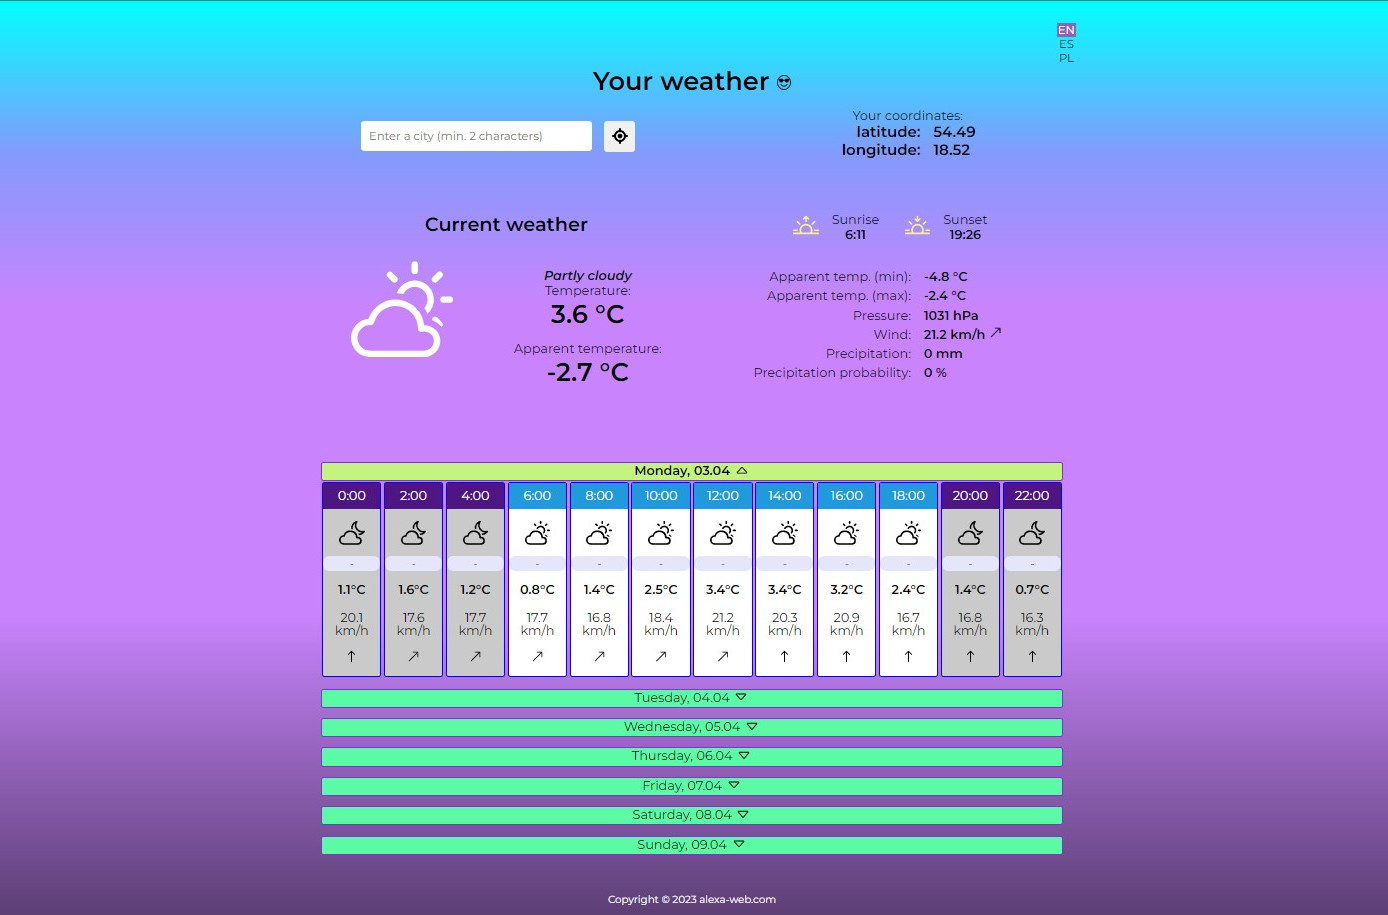 EN
ES
PL
Your weather
Enter a city (min. 2 characters)
Your coordinates:
latitude: 54.49
longitude: 18.52
Current weather
Sunrise
6:11
Sunset
19:26
Partly cloudy
Temperature:
3.6 °C
Apparent temperature:
-2.7 °C
Apparent temp. (min): -4.8 °C
Apparent temp. (max): -2.4 °C
Pressure: 1031 hPa
Wind: 21.2 km/h ↗
Precipitation: 0 mm
Precipitation probability: 0 %
Monday, 03.04
0:00 2:00 4:00 6:00 8:00 10:00 12:00 14:00 16:00 18:00 20:00 22:00
- - - - - - - - - - - -
1.1°C 1.6°C 1.2°C 0.8°C 1.4°C 2.5°C 3.4°C 3.4°C 3.2°C 2.4°C 1.4°C 0.7°C
20.1 17.6 17.7 17.7 16.8 18.4 21.2 20.3 20.9 16.7 16.8 16.3
km/h km/h km/h km/h km/h km/h km/h km/h km/h km/h km/h km/h
↑ ↗ ↗ ↗ ↗ ↗ ↗ ↑ ↑ ↑ ↑ ↑
Tuesday, 04.04
Wednesday, 05.04
Thursday, 06.04
Friday, 07.04
Saturday, 08.04
Sunday, 09.04
Copyright © 2023 alexa-web.com